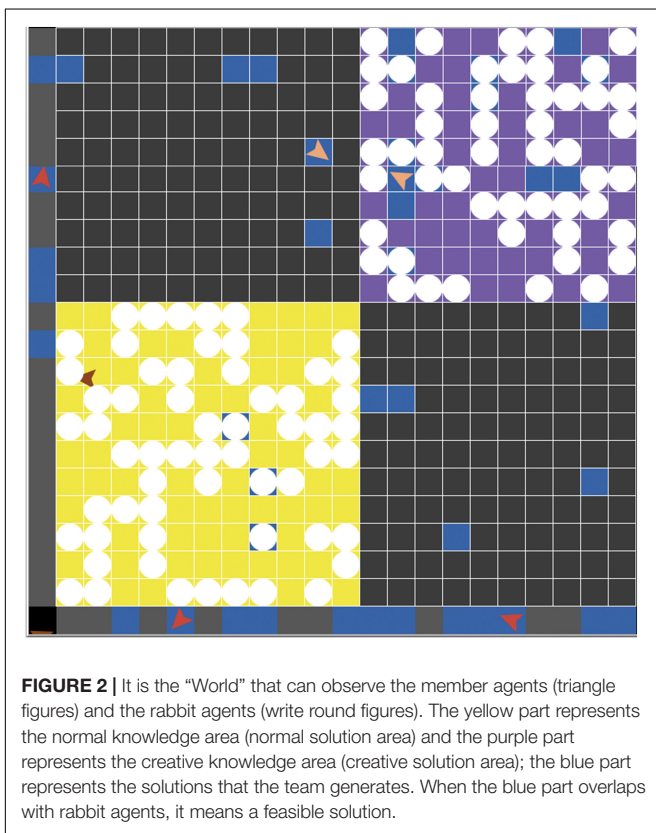 FIGURE 2 | It is the “World” that can observe the member agents (triangle
figures) and the rabbit agents (write round figures). The yellow part represents
the normal knowledge area (normal solution area) and the purple part
represents the creative knowledge area (creative solution area); the blue part
represents the solutions that the team generates. When the blue part overlaps
with rabbit agents, it means a feasible solution.